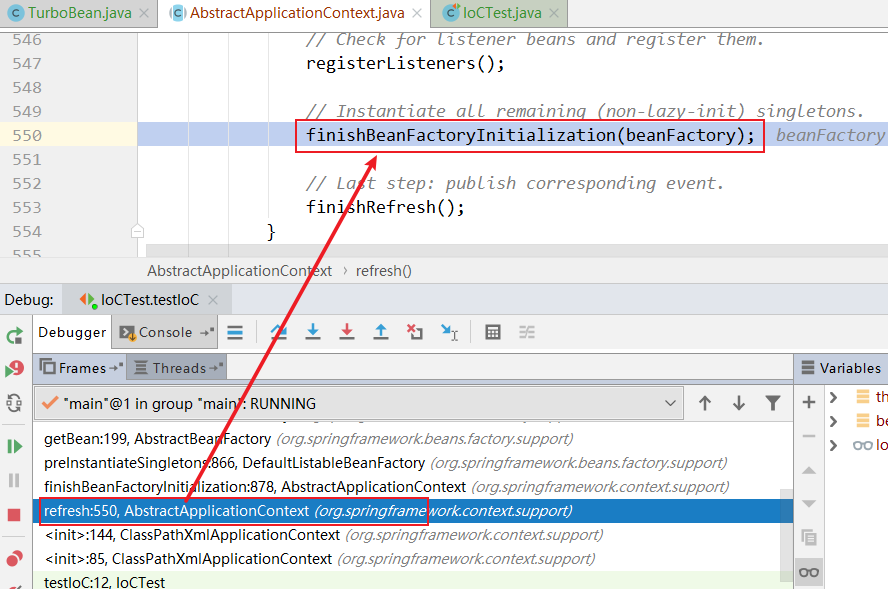 TurboBean.java AbstractApplicationContext.java IoCTest.java
546 // Check for listener beans and register them.
547 registerListeners();
548
549 // Instantiate all remaining (non-lazy-init) singletons.
550 finishBeanFactoryInitialization(beanFactory); beanFactory
551
552 // Last step: publish corresponding event.
553 finishRefresh();
554 }
555
AbstractApplicationContext › refresh()
Debug: IoCTest.testIoC
Debugger Console
Frames Threads Variables
"main"@1 in group "main": RUNNING
getBean:199, AbstractBeanFactory (org.springframework.beans.factory.support)
preInstantiateSingletons:866, DefaultListableBeanFactory (org.springframework.beans.factory.support)
finishBeanFactoryInitialization:878, AbstractApplicationContext (org.springframework.context.support)
refresh:550, AbstractApplicationContext (org.springframework.context.support)
<init>:144, ClassPathXmlApplicationContext (org.springframework.context.support)
<init>:85, ClassPathXmlApplicationContext (org.springframework.context.support)
testIoC:12, IoCTest